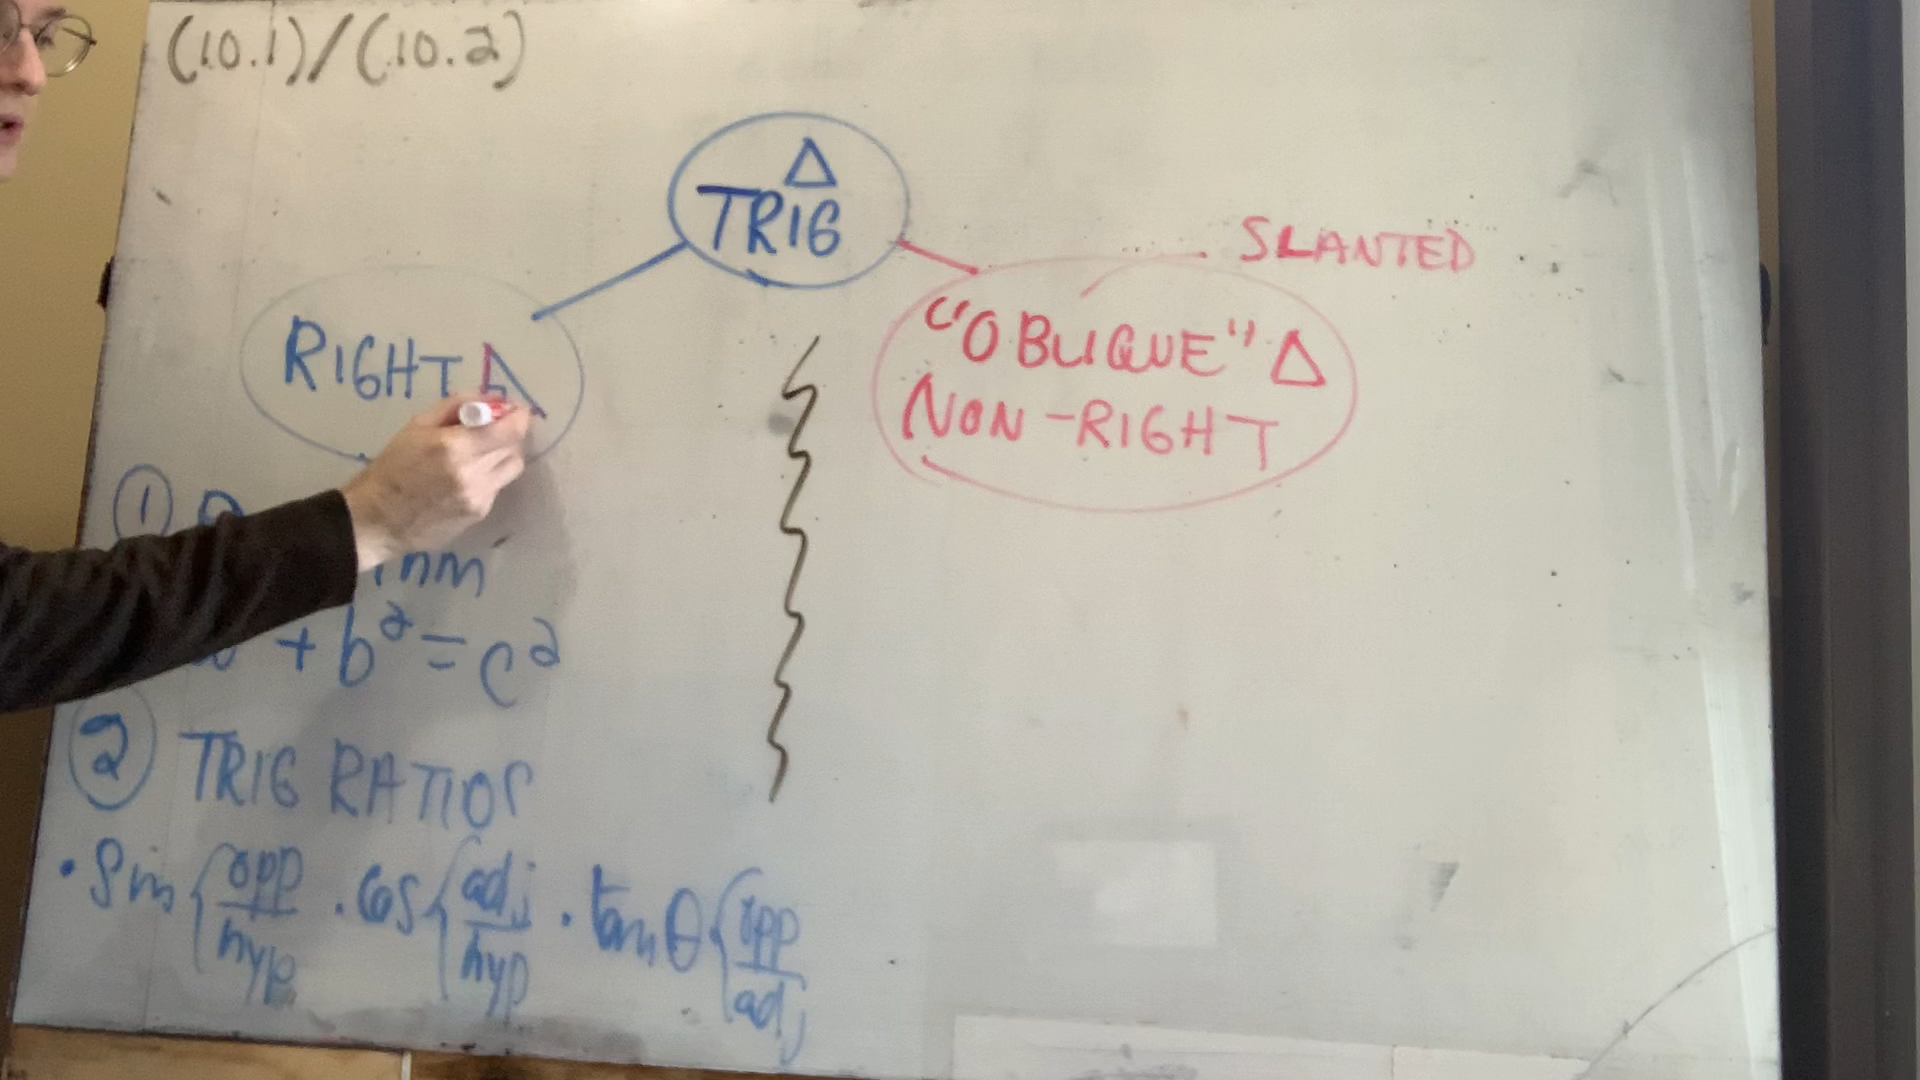 (10.1)/(10.2)
Δ
TRIG
SLANTED
RIGHT
"OBLIQUE" Δ
NON-RIGHT
①
+ b² = c²
② TRIG RATIOS
• Sin { opp/hyp • Cos { adj/hyp • tan θ { opp/adj